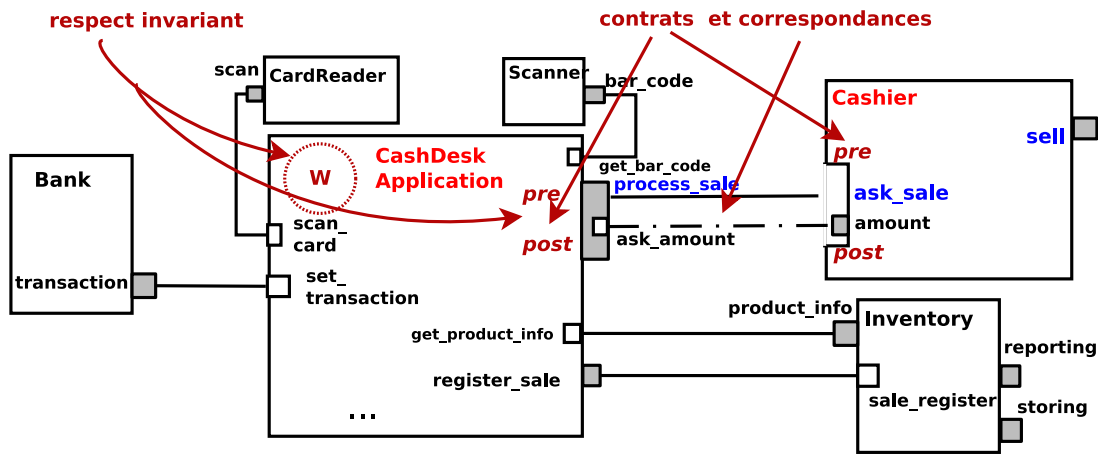 respect invariant
contrats et correspondances
scan
CardReader
Scanner
bar_code
Cashier
sell
pre
ask_sale
amount
post
Bank
transaction
CashDesk
Application
W
get_bar_code
process_sale
pre
post
ask_amount
scan_
card
set_
transaction
get_product_info
register_sale
...
product_info
Inventory
sale_register
reporting
storing